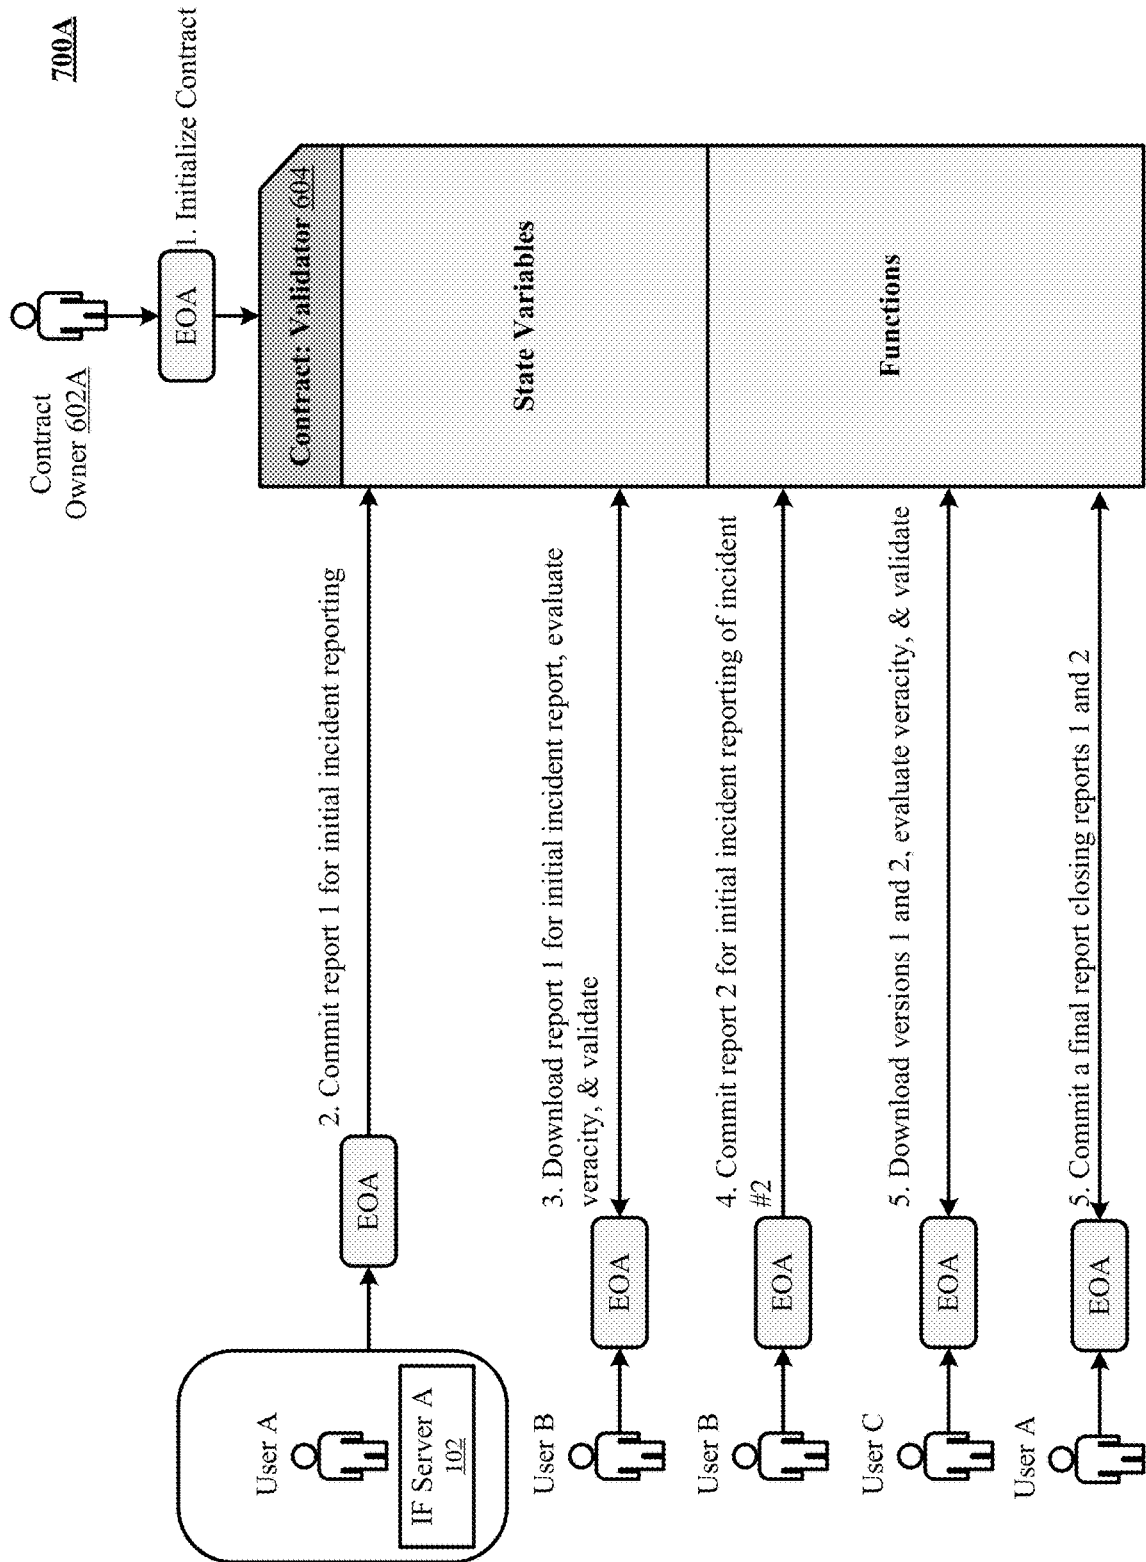 700A
Contract
Owner 602A
EOA
1. Initialize Contract
Contract: Validator 604
State Variables
Functions
User A
IF Server A
102
EOA
2. Commit report 1 for initial incident reporting
User B
EOA
3. Download report 1 for initial incident report, evaluate
veracity, & validate
User B
EOA
4. Commit report 2 for initial incident reporting of incident
#2
User C
EOA
5. Download versions 1 and 2, evaluate veracity, & validate
User A
EOA
5. Commit a final report closing reports 1 and 2